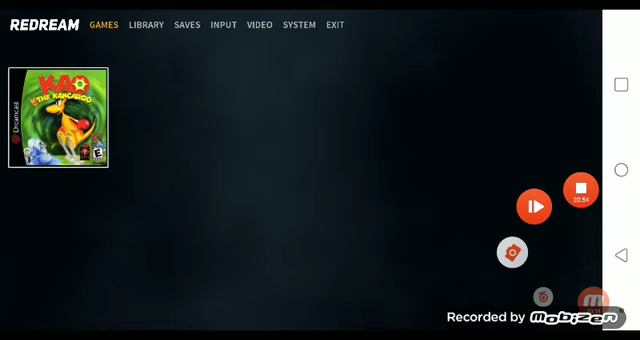 REDREAM GAMES LIBRARY SAVES INPUT VIDEO SYSTEM EXIT
KAO
THE KANGAROO
Dreamcast
E
20:54
M
Recorded by Mobizen